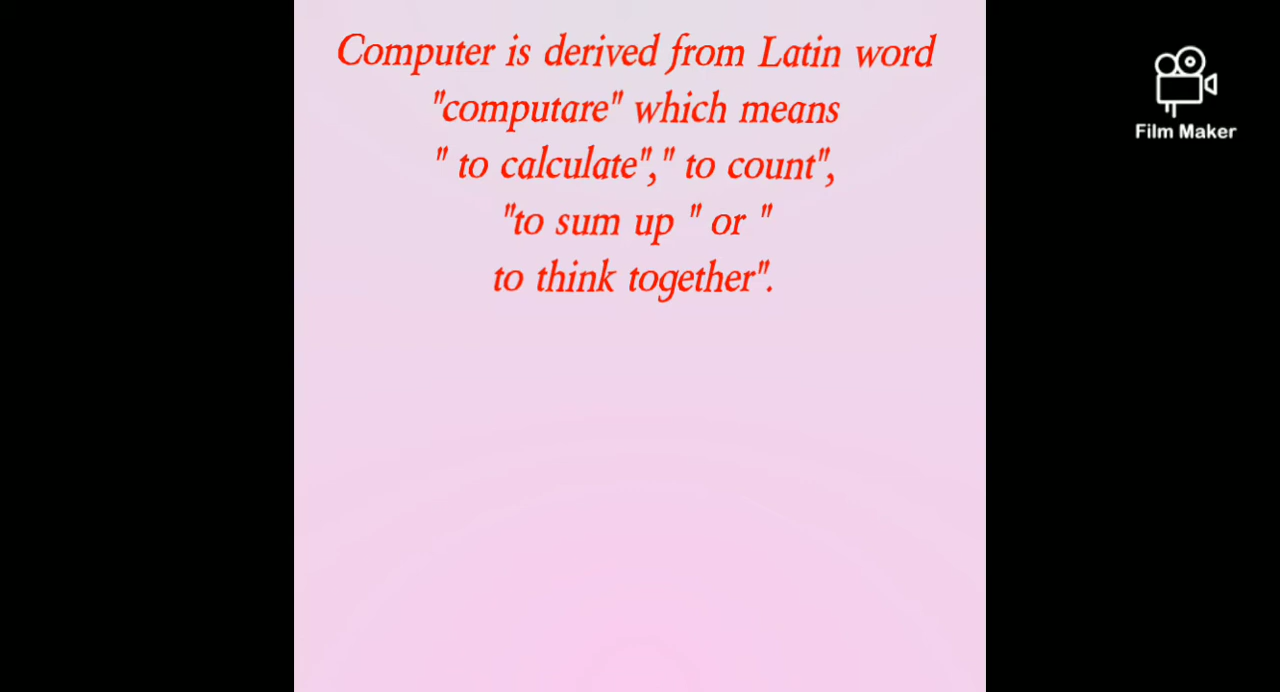 Computer is derived from Latin word
"computare" which means
" to calculate"," to count",
"to sum up " or "
to think together".
Film Maker